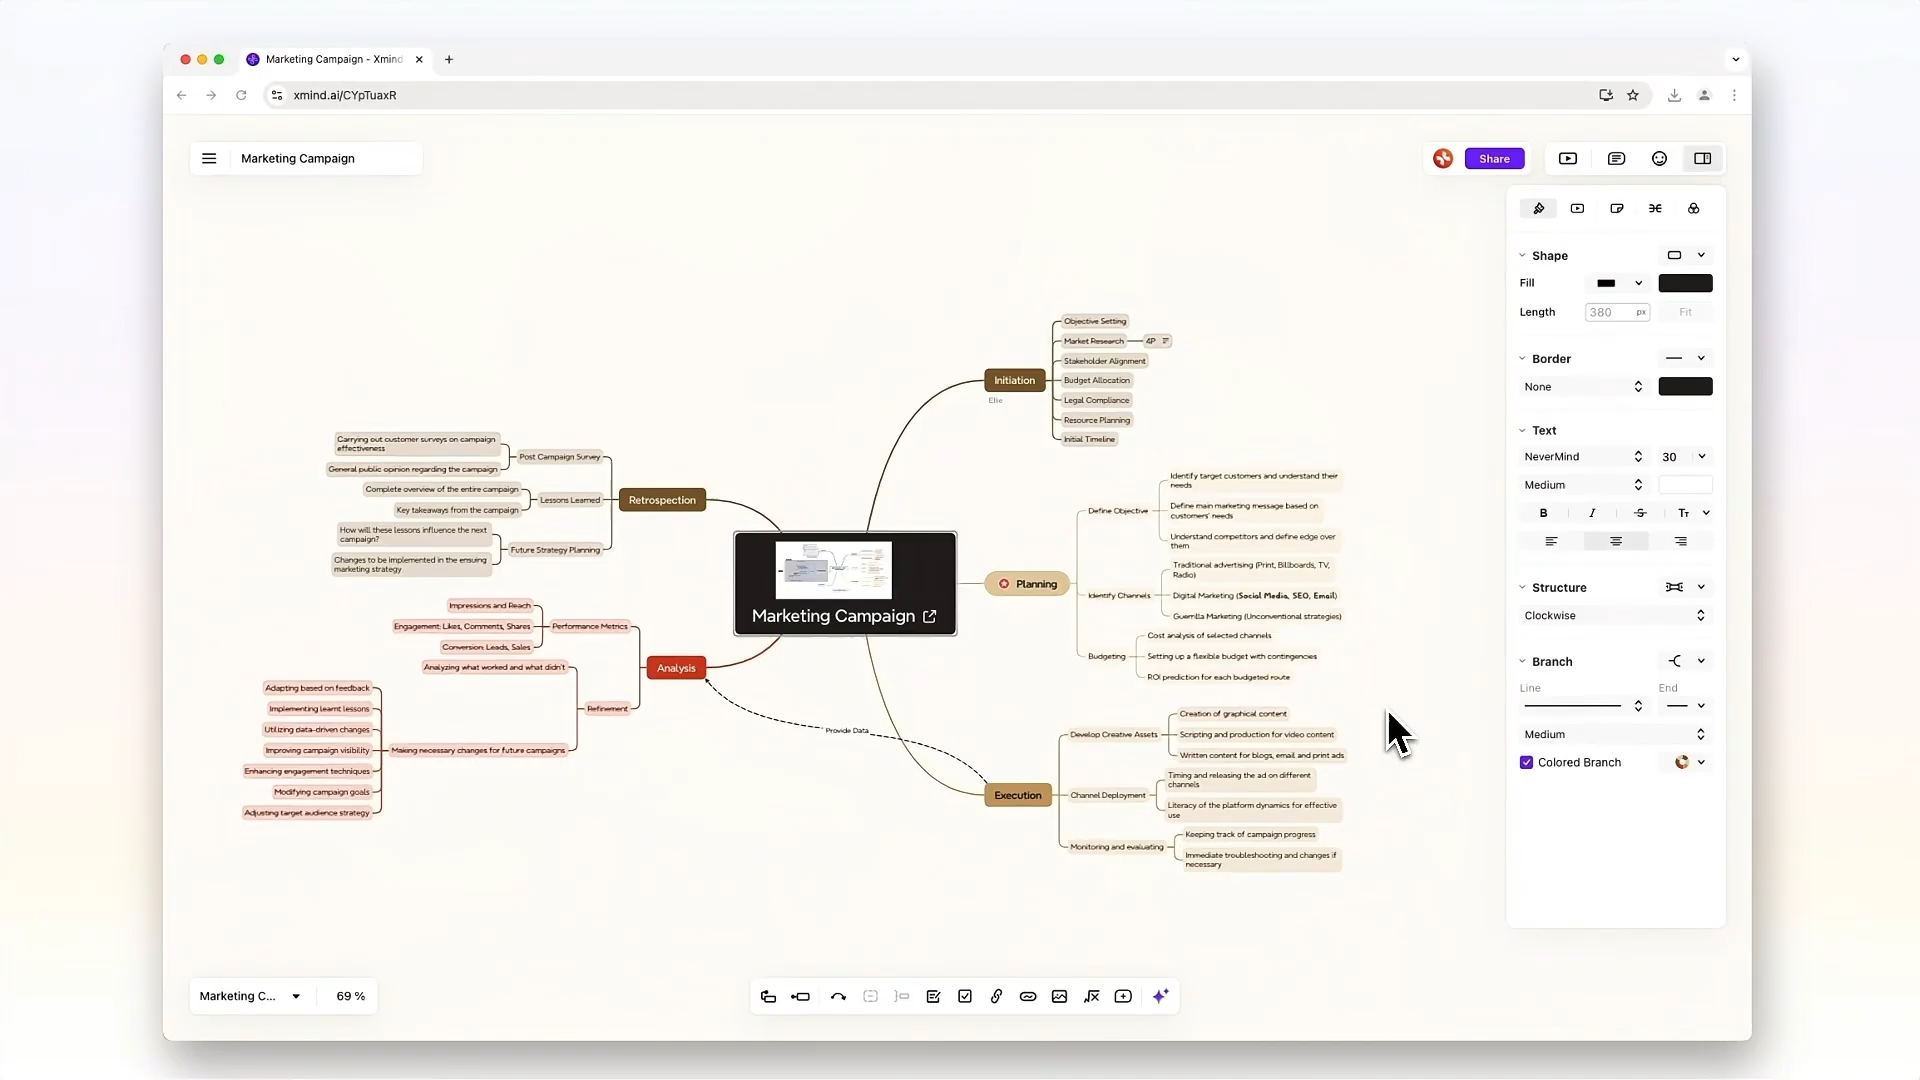 Marketing Campaign - Xmind
xmind.ai/CYpTuaxR
Marketing Campaign
Share
Shape
Fill
Length
380
px
Fit
Border
None
Text
NeverMind
30
Medium
B
I
S
Tт
Structure
Clockwise
Branch
Line
End
Medium
Colored Branch
Marketing Campaign
Initiation
Ellie
Objective Setting
Market Research
4P
Stakeholder Alignment
Budget Allocation
Legal Compliance
Resource Planning
Initial Timeline
Planning
Define Objective
Identify target customers and understand their
needs
Define main marketing message based on
customers' needs
Understand competitors and define edge over
them
Identify Channels
Traditional advertising (Print, Billboards, TV,
Radio)
Digital Marketing (Social Media, SEO, Email)
Guerrilla Marketing (Unconventional strategies)
Budgeting
Cost analysis of selected channels
Setting up a flexible budget with contingencies
ROI prediction for each budgeted route
Execution
Develop Creative Assets
Creation of graphical content
Scripting and production for video content
Written content for blogs, email and print ads
Channel Deployment
Timing and releasing the ad on different
channels
Literacy of the platform dynamics for effective
use
Monitoring and evaluating
Keeping track of campaign progress
Immediate troubleshooting and changes if
necessary
Provide Data
Analysis
Performance Metrics
Impressions and Reach
Engagement: Likes, Comments, Shares
Conversion: Leads, Sales
Refinement
Analyzing what worked and what didn't
Making necessary changes for future campaigns
Adapting based on feedback
Implementing learnt lessons
Utilizing data-driven changes
Improving campaign visibility
Enhancing engagement techniques
Modifying campaign goals
Adjusting target audience strategy
Retrospection
Post Campaign Survey
Carrying out customer surveys on campaign
effectiveness
General public opinion regarding the campaign
Lessons Learned
Complete overview of the entire campaign
Key takeaways from the campaign
Future Strategy Planning
How will these lessons influence the next
campaign?
Changes to be implemented in the ensuing
marketing strategy
Marketing C...
69 %